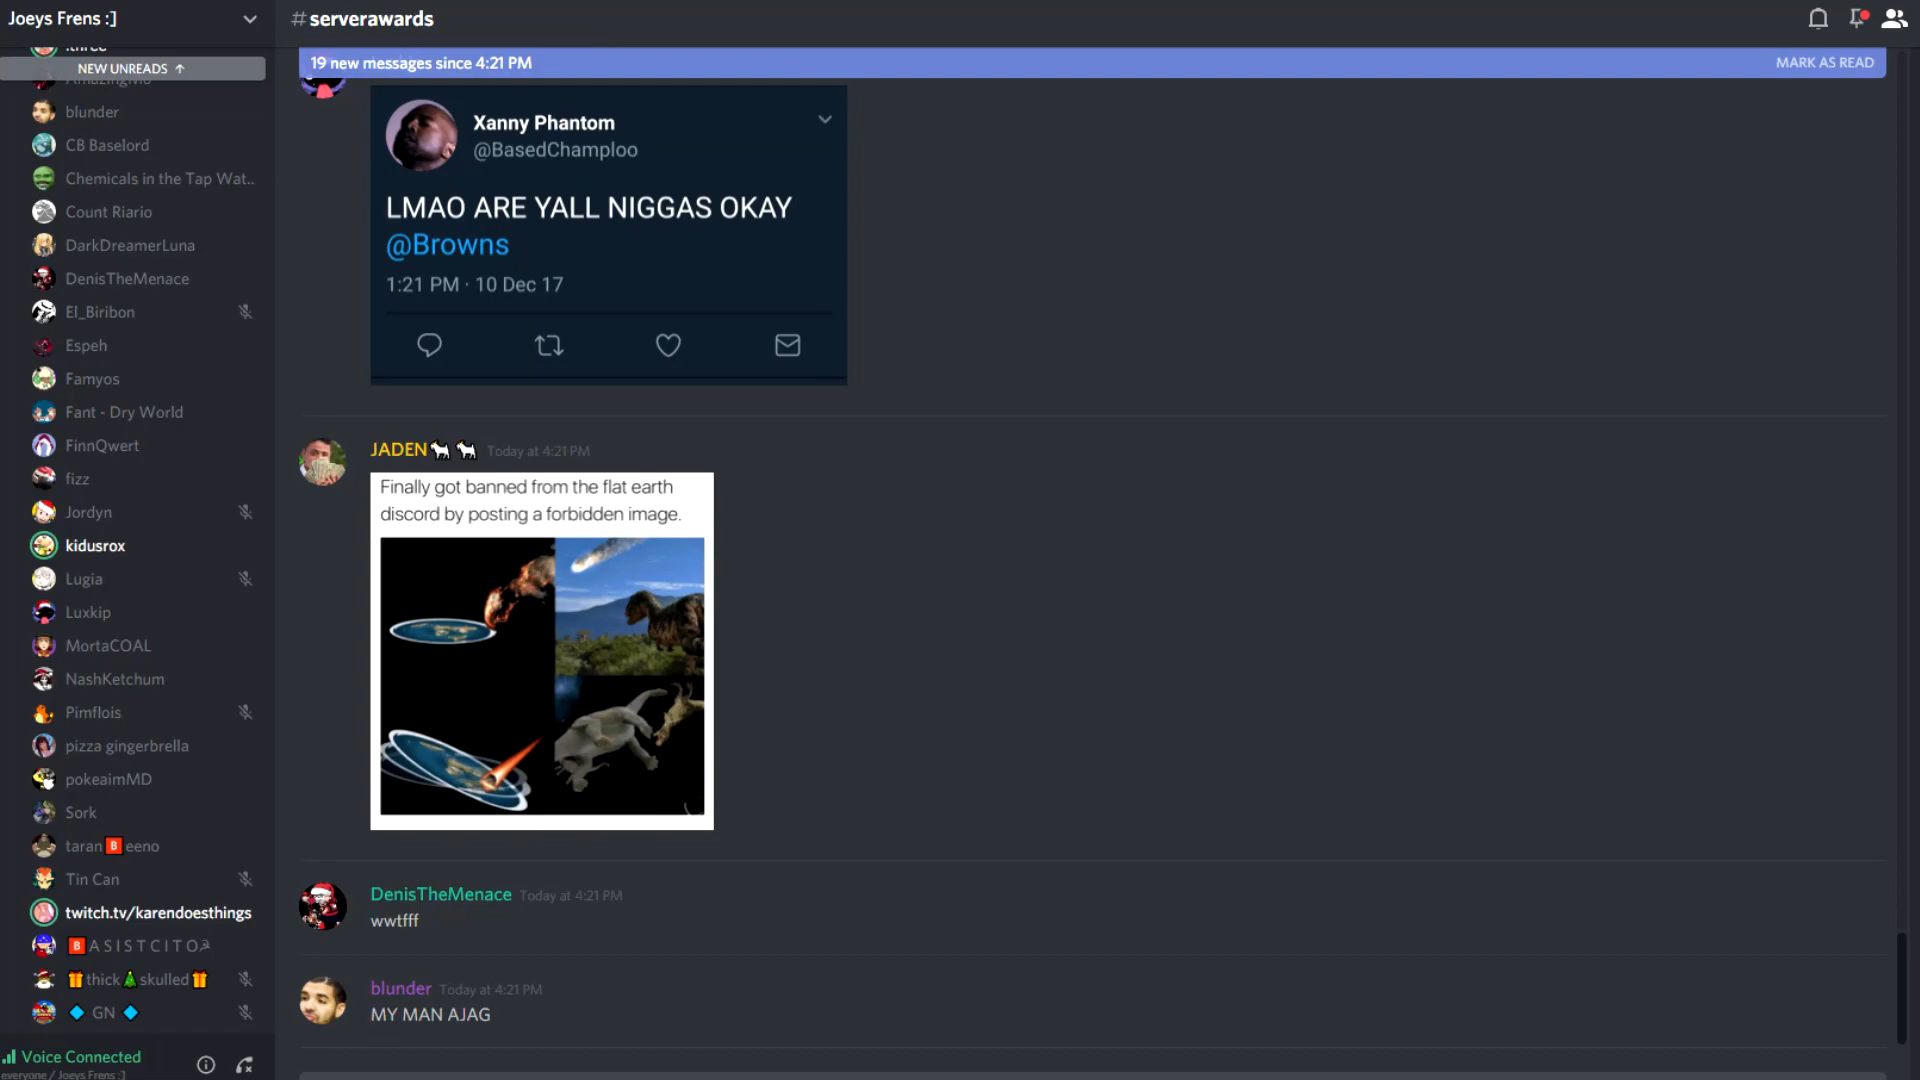 Joeys Frens :]
# serverawards
NEW UNREADS ↑
AmazingMo
blunder
CB Baselord
Chemicals in the Tap Wat..
Count Riario
DarkDreamerLuna
DenisTheMenace
El_Biribon
Espeh
Famyos
Fant - Dry World
FinnQwert
fizz
Jordyn
kidusrox
Lugia
Luxkip
MortaCOAL
NashKetchum
Pimflois
pizza gingerbrella
pokeaimMD
Sork
taran🅱eeno
Tin Can
twitch.tv/karendoesthings
🅱 A S I S T C I T O ☭
🎁thick🎄skulled🎁
🔷 GN 🔷
Voice Connected
everyone / Joeys Frens :]
19 new messages since 4:21 PM
MARK AS READ
Xanny Phantom
@BasedChamploo
LMAO ARE YALL NIGGAS OKAY
@Browns
1:21 PM · 10 Dec 17
JADEN🐐🐐 Today at 4:21 PM
Finally got banned from the flat earth
discord by posting a forbidden image.
DenisTheMenace Today at 4:21 PM
wwtfff
blunder Today at 4:21 PM
MY MAN AJAG